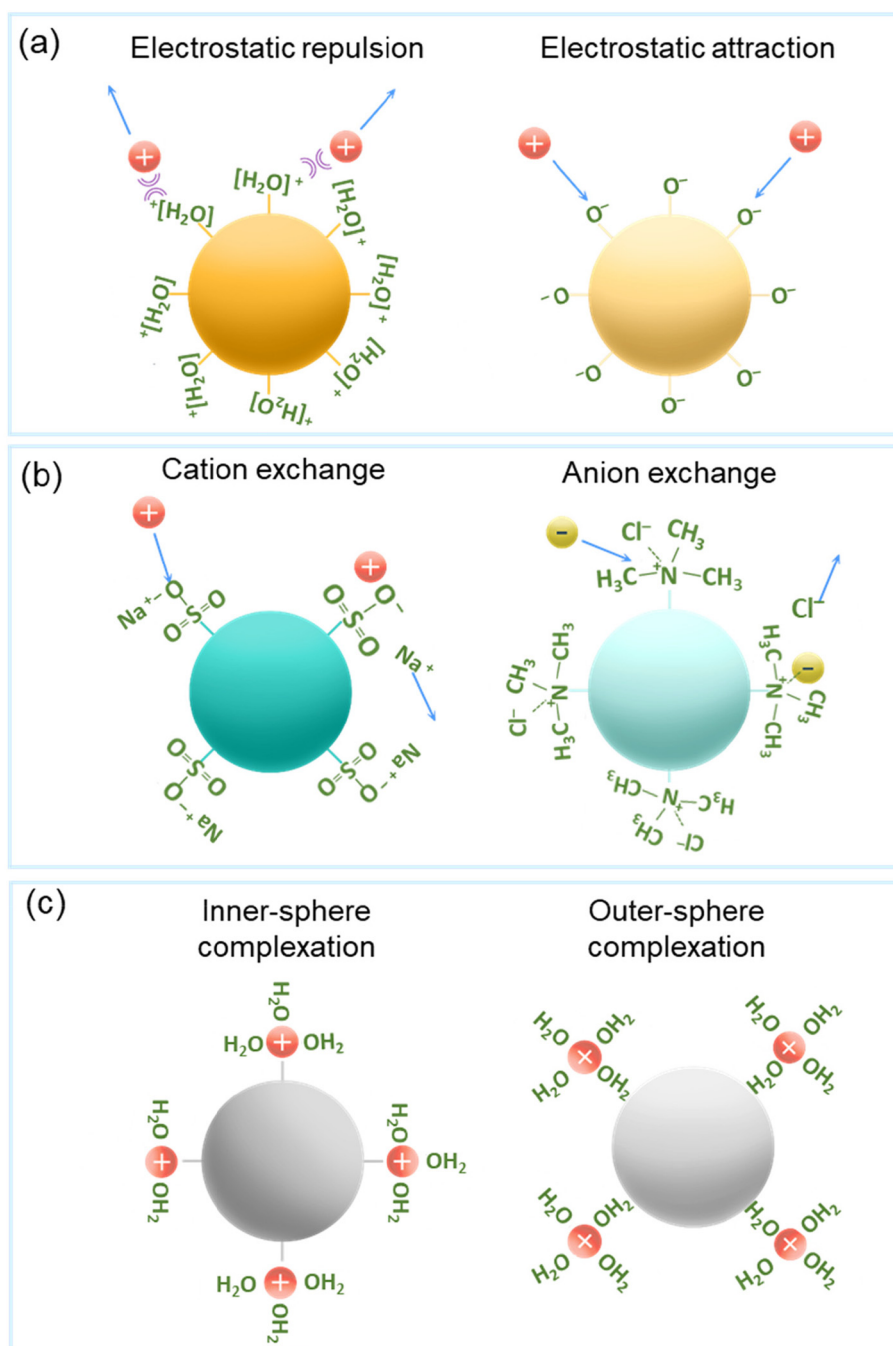 (a)
Electrostatic repulsion
Electrostatic attraction
+
+
[H₂O]⁺
⁺[H₂O]
[H₂O]⁺
⁺[H₂O]
[H₂O]⁺
⁺[H₂O]
[H₂O]⁺
⁺[H₂O]
+
+
O⁻
O⁻
O⁻
⁻O
O⁻
⁻O
O⁻
O⁻
(b)
Cation exchange
Anion exchange
+
Na⁺-⁻O
S
O
O
+
O
O⁻
S
O
Na⁺
O
S
O
O⁻⁺Na
O
S
O
O⁻⁺Na
-
Cl⁻
CH₃
H₃C
N⁺
CH₃
Cl⁻
H₃C
CH₃
-
CH₃
N⁺
N⁺
CH₃
Cl⁻
H₃C
CH₃
CH₃
N⁺
H₃C
CH₃
Cl⁻
(c)
Inner-sphere
complexation
Outer-sphere
complexation
H₂O
H₂O + OH₂
H₂O
+
OH₂
H₂O
+ OH₂
OH₂
H₂O + OH₂
OH₂
H₂O OH₂
+
H₂O OH₂
H₂O OH₂
+
H₂O OH₂
H₂O OH₂
+
H₂O OH₂
H₂O OH₂
+
H₂O OH₂